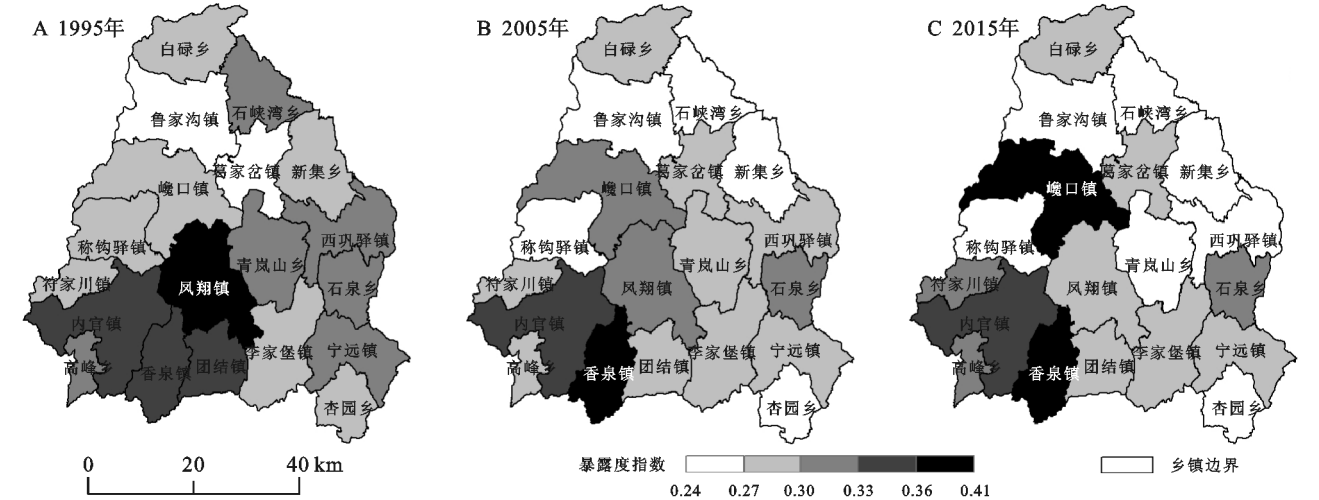 A 1995年
白碌乡
石峡湾乡
鲁家沟镇
葛家岔镇
新集乡
巉口镇
称钩驿镇
西巩驿镇
青岚山乡
符家川镇
凤翔镇
石泉乡
内官镇
高峰乡
香泉镇
团结镇
李家堡镇
宁远镇
杏园乡
B 2005年
白碌乡
石峡湾乡
鲁家沟镇
葛家岔镇
新集乡
巉口镇
称钩驿镇
西巩驿镇
青岚山乡
符家川镇
凤翔镇
石泉乡
内官镇
高峰乡
香泉镇
团结镇
李家堡镇
宁远镇
杏园乡
C 2015年
白碌乡
石峡湾乡
鲁家沟镇
葛家岔镇
新集乡
巉口镇
称钩驿镇
西巩驿镇
青岚山乡
符家川镇
凤翔镇
石泉乡
内官镇
高峰乡
香泉镇
团结镇
李家堡镇
宁远镇
杏园乡
0 20 40 km
暴露度指数
0.24 0.27 0.30 0.33 0.36 0.41
乡镇边界